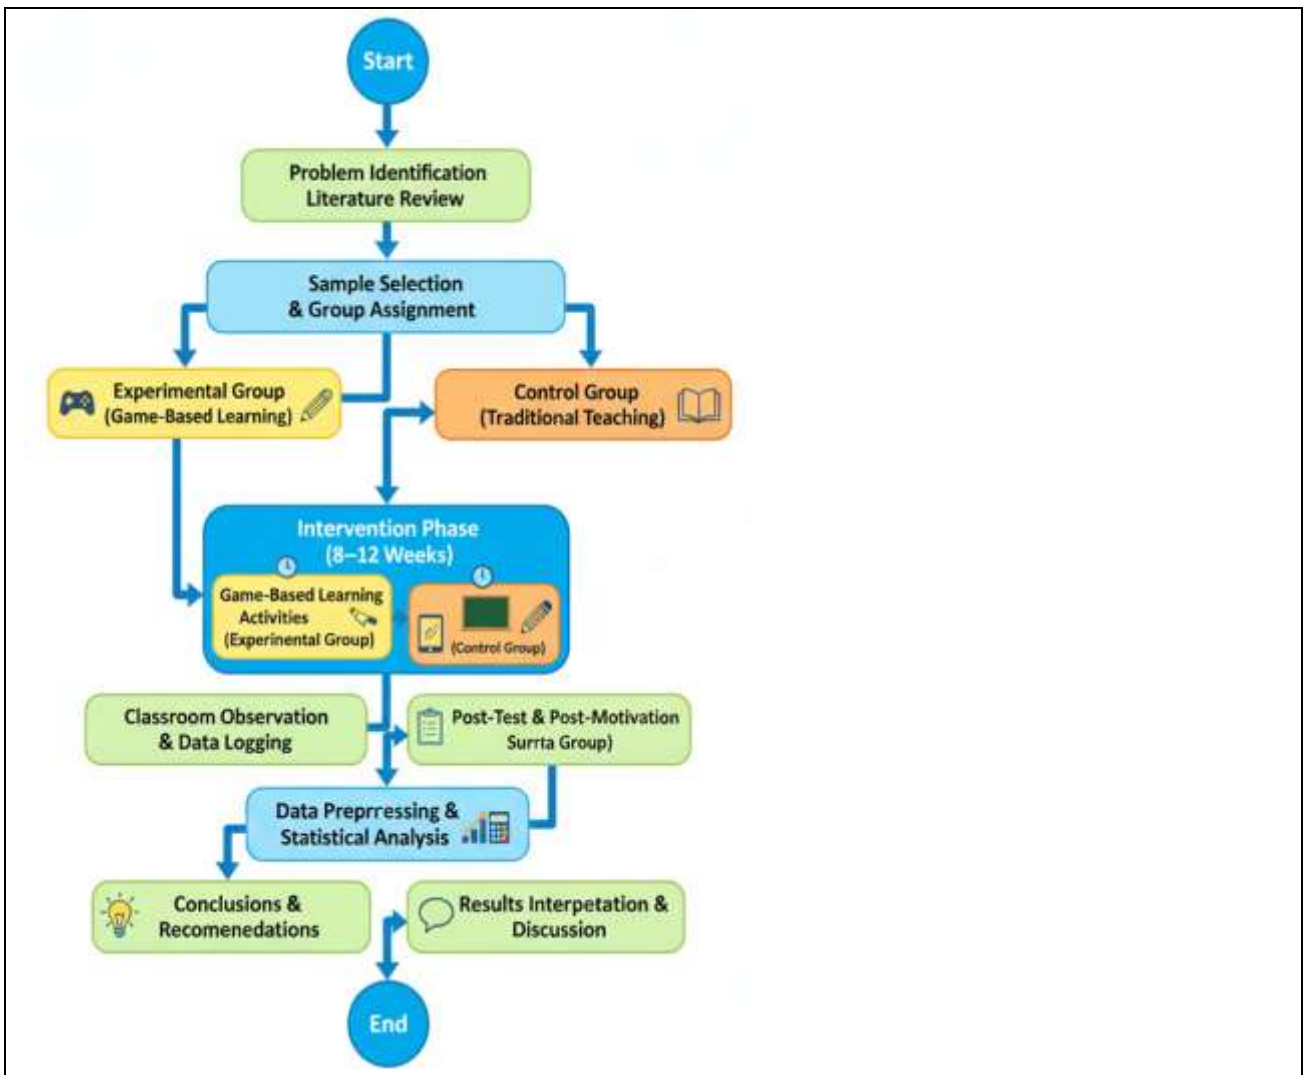 Start
Problem Identification
Literature Review
Sample Selection
& Group Assignment
Experimental Group
(Game-Based Learning)
Control Group
(Traditional Teaching)
Intervention Phase
(8–12 Weeks)
Game-Based Learning
Activities
(Experinental Group)
(Control Group)
Classroom Observation
& Data Logging
Post-Test & Post-Motivation
Surrta Group)
Data Preprressing &
Statistical Analysis
Conclusions &
Recomenedations
Results Interpetation &
Discussion
End